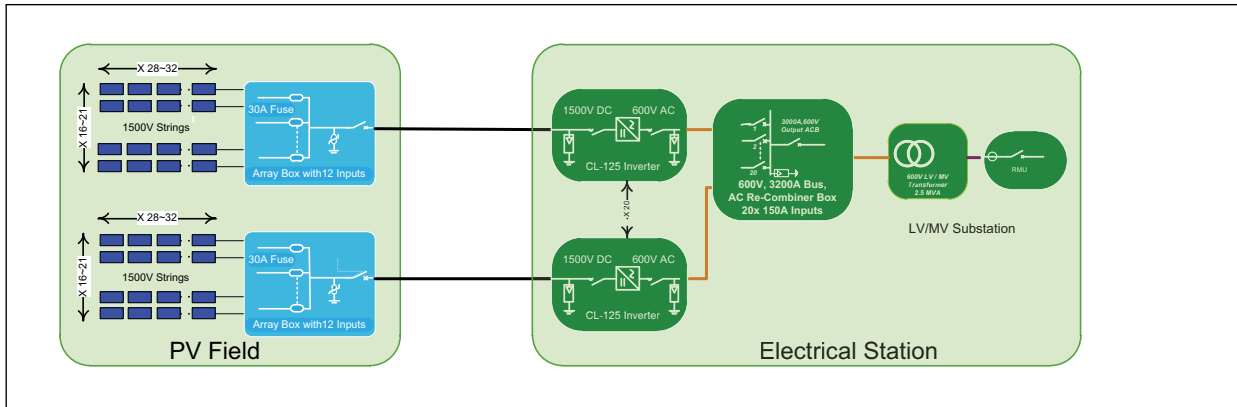 X 28~32
X 16~21
1500V Strings
30A Fuse
Array Box with12 Inputs
X 28~32
X 16~21
1500V Strings
30A Fuse
Array Box with12 Inputs
PV Field
1500V DC
600V AC
CL-125 Inverter
X 20
1500V DC
600V AC
CL-125 Inverter
3000A,600V
Output ACB
1
2
20
600V, 3200A Bus,
AC Re-Combiner Box
20x 150A Inputs
600V LV / MV
Transformer
2.5 MVA
RMU
LV/MV Substation
Electrical Station